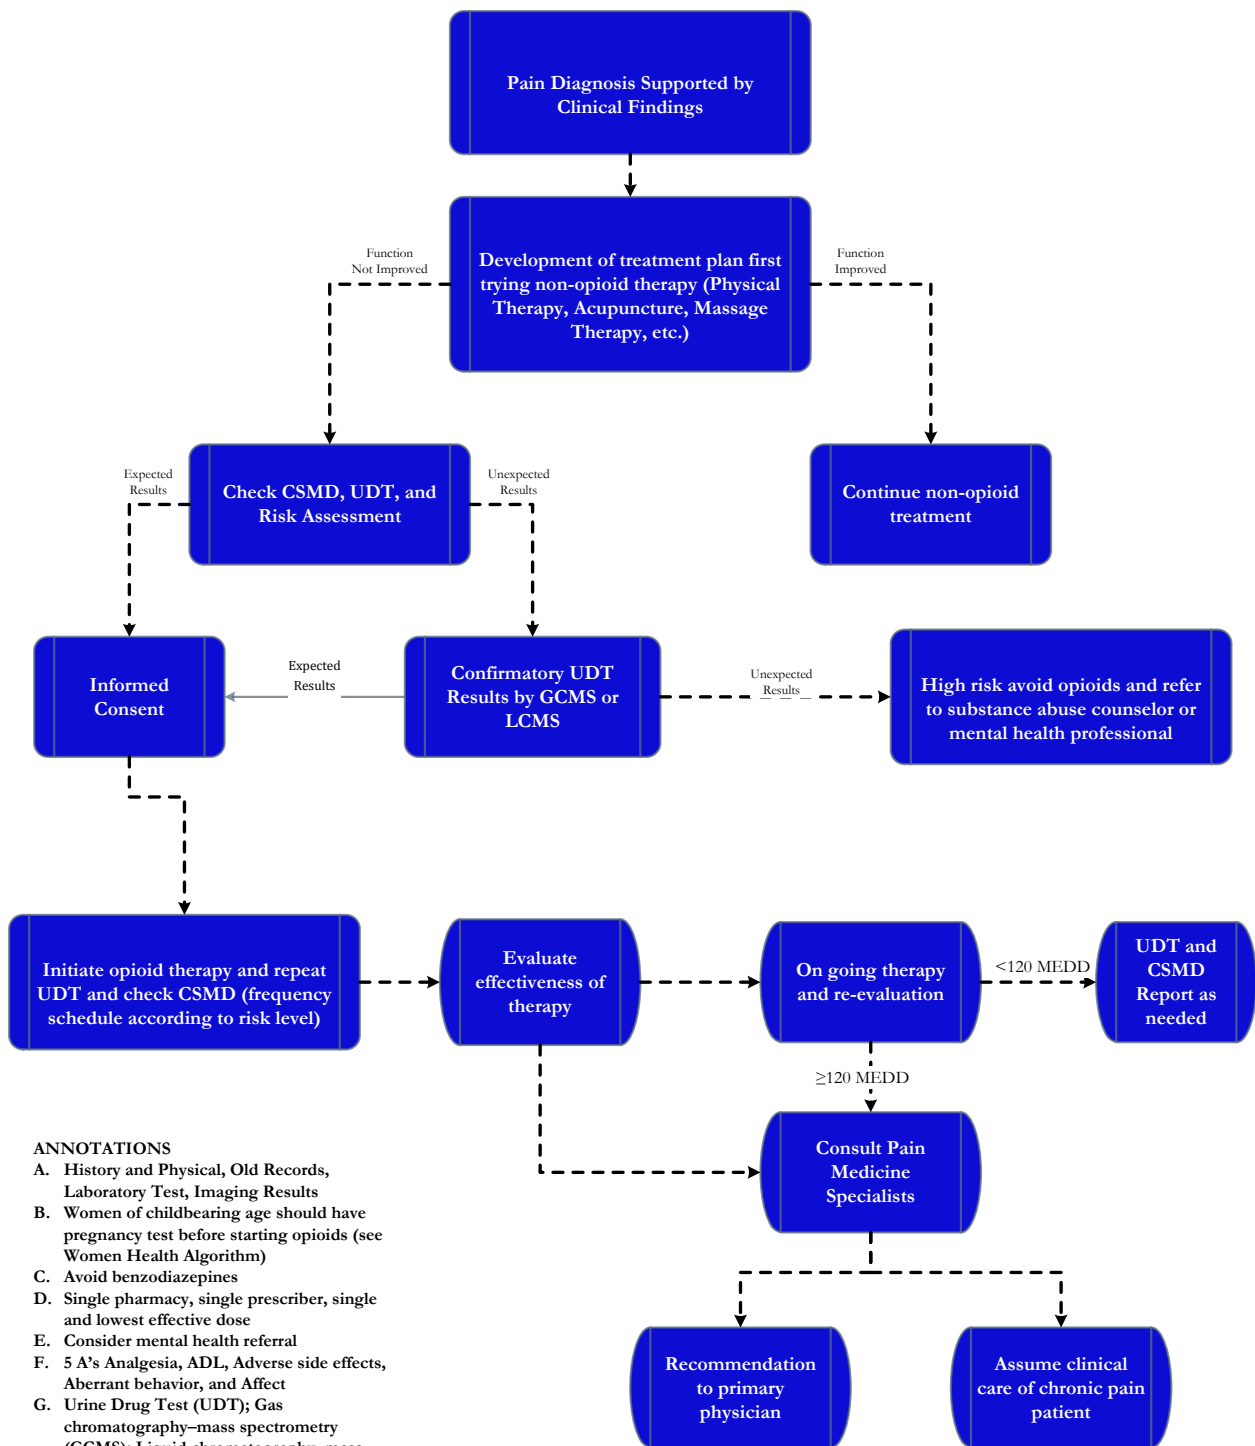 Pain Diagnosis Supported by
Clinical Findings
Function
Not Improved
Development of treatment plan first
trying non-opioid therapy (Physical
Therapy, Acupuncture, Massage
Therapy, etc.)
Function
Improved
Expected
Results
Check CSMD, UDT, and
Risk Assessment
Unexpected
Results
Continue non-opioid
treatment
Informed
Consent
Expected
Results
Confirmatory UDT
Results by GCMS or
LCMS
Unexpected
Results
High risk avoid opioids and refer
to substance abuse counselor or
mental health professional
Initiate opioid therapy and repeat
UDT and check CSMD (frequency
schedule according to risk level)
Evaluate
effectiveness of
therapy
On going therapy
and re-evaluation
<120 MEDD
UDT and
CSMD
Report as
needed
≥120 MEDD
Consult Pain
Medicine
Specialists
Recommendation
to primary
physician
Assume clinical
care of chronic pain
patient
ANNOTATIONS
A. History and Physical, Old Records,
Laboratory Test, Imaging Results
B. Women of childbearing age should have
pregnancy test before starting opioids (see
Women Health Algorithm)
C. Avoid benzodiazepines
D. Single pharmacy, single prescriber, single
and lowest effective dose
E. Consider mental health referral
F. 5 A's Analgesia, ADL, Adverse side effects,
Aberrant behavior, and Affect
G. Urine Drug Test (UDT); Gas
chromatography–mass spectrometry
(GCMS); Liquid chromatography–mass